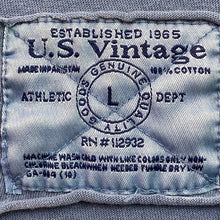 ESTABLISHED 1965
U.S. Vintage
MADE IN PAKISTAN 100% COTTON
GENUINE QUALITY GOODS
ATHLETIC L DEPT
RN# 112932
MACHINE WASH COLD WITH LIKE COLORS ONLY NON-
CHLORINE BLEACH WHEN NEEDED TUMBLE DRY LOW